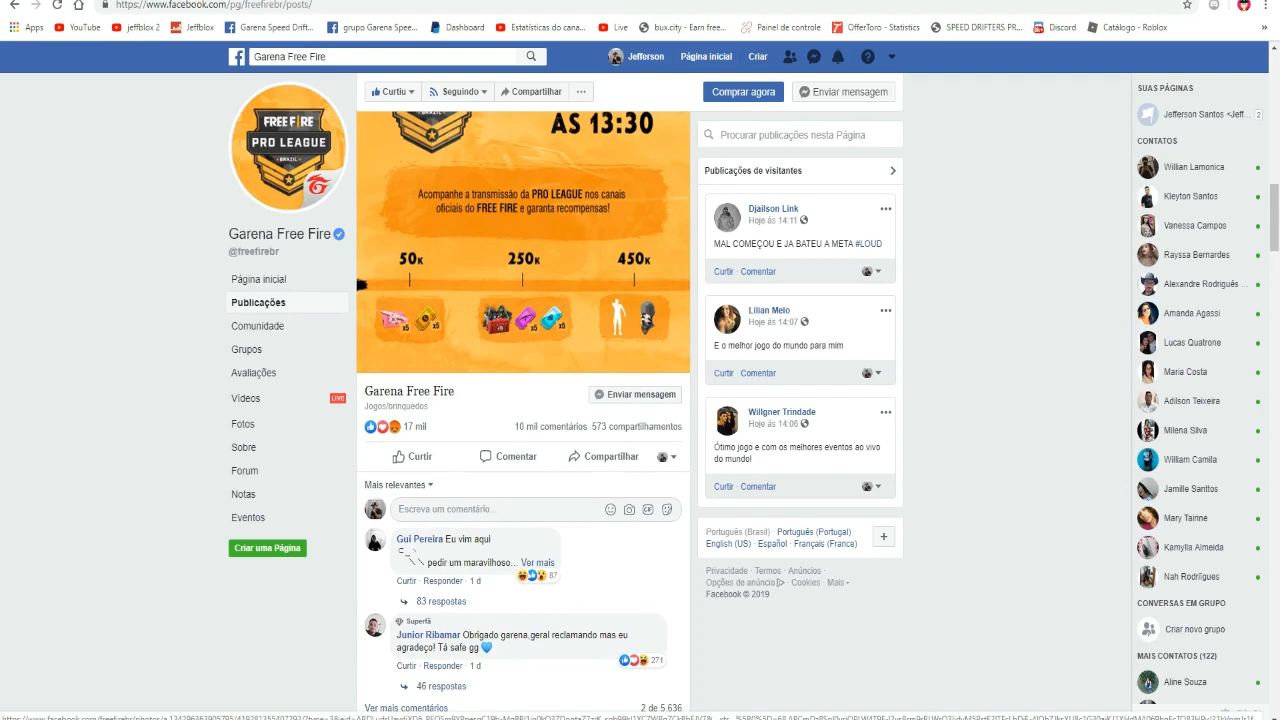 https://www.facebook.com/pg/freefirebr/posts/
Apps YouTube jeffblox 2 Jeffblox Garena Speed Drift... grupo Garena Spee... Dashboard Estatísticas do cana... Live bux.city - Earn free... Painel de controle OfferToro - Statistics SPEED DRIFTERS PR... Discord Catálogo - Roblox
Garena Free Fire
Jefferson Página inicial Criar
Curtiu Seguindo Compartilhar
Comprar agora Enviar mensagem
FREE FIRE
PRO LEAGUE
BRAZIL
Garena Free Fire
@freefirebr
Página inicial
Publicações
Comunidade
Grupos
Avaliações
Vídeos LIVE
Fotos
Sobre
Forum
Notas
Eventos
Criar uma Página
BRAZIL
ÀS 13:30
Acompanhe a transmissão da PRO LEAGUE nos canais
oficiais do FREE FIRE e garanta recompensas!
50K 250K 450K
x5 x5 x5 x5
Garena Free Fire
Jogos/brinquedos
Enviar mensagem
17 mil 10 mil comentários 573 compartilhamentos
Curtir Comentar Compartilhar
Mais relevantes
Escreva um comentário...
Gui Pereira Eu vim aqui
pedir um maravilhoso... Ver mais
87
Curtir · Responder · 1 d
83 respostas
Superfã
Junior Ribamar Obrigado garena,geral reclamando mas eu
agradeço! Tá safe gg
271
Curtir · Responder · 1 d
46 respostas
Ver mais comentários 2 de 5.636
Procurar publicações nesta Página
Publicações de visitantes
Djailson Link
Hoje às 14:11
MAL COMEÇOU E JA BATEU A META #LOUD
Curtir · Comentar
Lilian Melo
Hoje às 14:07
E o melhor jogo do mundo para mim
Curtir · Comentar
Willgner Trindade
Hoje às 14:06
Ótimo jogo e com os melhores eventos ao vivo
do mundo!
Curtir · Comentar
Português (Brasil) · Português (Portugal)
English (US) · Español · Français (France)
Privacidade · Termos · Anúncios ·
Opções de anúncio · Cookies · Mais
Facebook © 2019
SUAS PÁGINAS
Jefferson Santos <Jeff... 2
CONTATOS
Willian Lamonica
Kleyton Santos
Vanessa Campos
Rayssa Bernardes
Alexandre Rodrigués ...
Amanda Agassi
Lucas Quatrone
Maria Costa
Adilson Teixeira
Milena Silva
William Camila
Jamille Santtos
Mary Tairine
Kamylla Almeida
Nah Rodriigues
CONVERSAS EM GRUPO
Criar novo grupo
MAIS CONTATOS (122)
Aline Souza